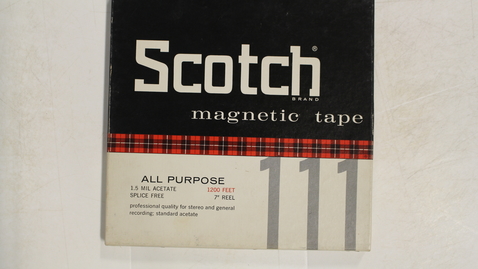 Scotch®
BRAND
magnetic tape
ALL PURPOSE
1.5 MIL ACETATE 1200 FEET
SPLICE FREE 7" REEL
professional quality for stereo and general
recording; standard acetate
111